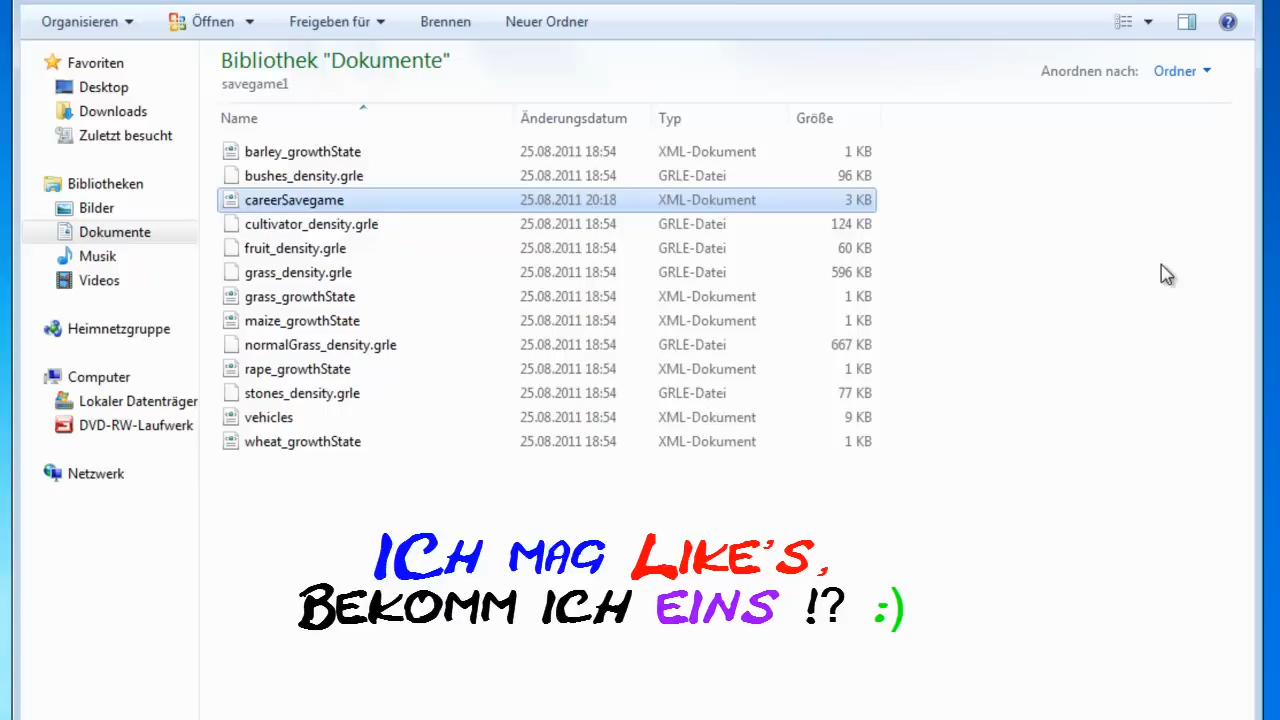 Organisieren Öffnen Freigeben für Brennen Neuer Ordner
Favoriten
Desktop
Downloads
Zuletzt besucht
Bibliotheken
Bilder
Dokumente
Musik
Videos
Heimnetzgruppe
Computer
Lokaler Datenträger
DVD-RW-Laufwerk
Netzwerk
Bibliothek "Dokumente"
savegame1
Anordnen nach: Ordner
Name Änderungsdatum Typ Größe
barley_growthState 25.08.2011 18:54 XML-Dokument 1 KB
bushes_density.grle 25.08.2011 18:54 GRLE-Datei 96 KB
careerSavegame 25.08.2011 20:18 XML-Dokument 3 KB
cultivator_density.grle 25.08.2011 18:54 GRLE-Datei 124 KB
fruit_density.grle 25.08.2011 18:54 GRLE-Datei 60 KB
grass_density.grle 25.08.2011 18:54 GRLE-Datei 596 KB
grass_growthState 25.08.2011 18:54 XML-Dokument 1 KB
maize_growthState 25.08.2011 18:54 XML-Dokument 1 KB
normalGrass_density.grle 25.08.2011 18:54 GRLE-Datei 667 KB
rape_growthState 25.08.2011 18:54 XML-Dokument 1 KB
stones_density.grle 25.08.2011 18:54 GRLE-Datei 77 KB
vehicles 25.08.2011 18:54 XML-Dokument 9 KB
wheat_growthState 25.08.2011 18:54 XML-Dokument 1 KB
ICH MAG LIKE'S,
BEKOMM ICH EINS !? :)